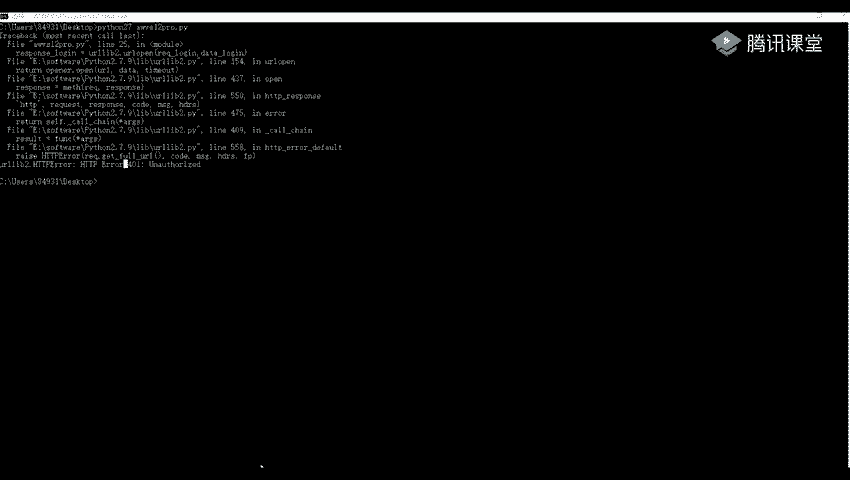 C:\Users\84931\Desktop>python27 awvs12pro.py
Traceback (most recent call last):
File "awvs12pro.py", line 25, in <module>
response_login = urllib2.urlopen(req_login,data_login)
File "E:\software\Python2.7.9\lib\urllib2.py", line 154, in urlopen
return opener.open(url, data, timeout)
File "E:\software\Python2.7.9\lib\urllib2.py", line 437, in open
response = meth(req, response)
File "E:\software\Python2.7.9\lib\urllib2.py", line 550, in http_response
'http', request, response, code, msg, hdrs)
File "E:\software\Python2.7.9\lib\urllib2.py", line 475, in error
return self._call_chain(*args)
File "E:\software\Python2.7.9\lib\urllib2.py", line 409, in _call_chain
result = func(*args)
File "E:\software\Python2.7.9\lib\urllib2.py", line 558, in http_error_default
raise HTTPError(req.get_full_url(), code, msg, hdrs, fp)
urllib2.HTTPError: HTTP Error 401: Unauthorized
C:\Users\84931\Desktop>
腾讯课堂